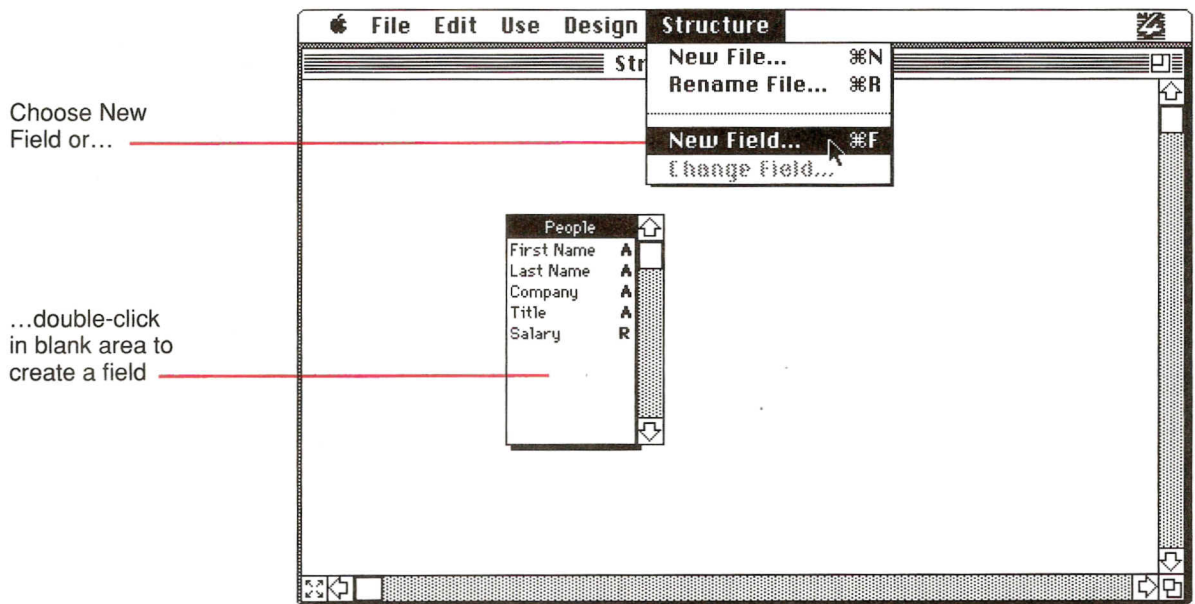 File Edit Use Design Structure
Str
New File... ⌘N
Rename File... ⌘R
New Field... ⌘F
Change Field...
Choose New
Field or…
People
First Name A
Last Name A
Company A
Title A
Salary R
…double-click
in blank area to
create a field